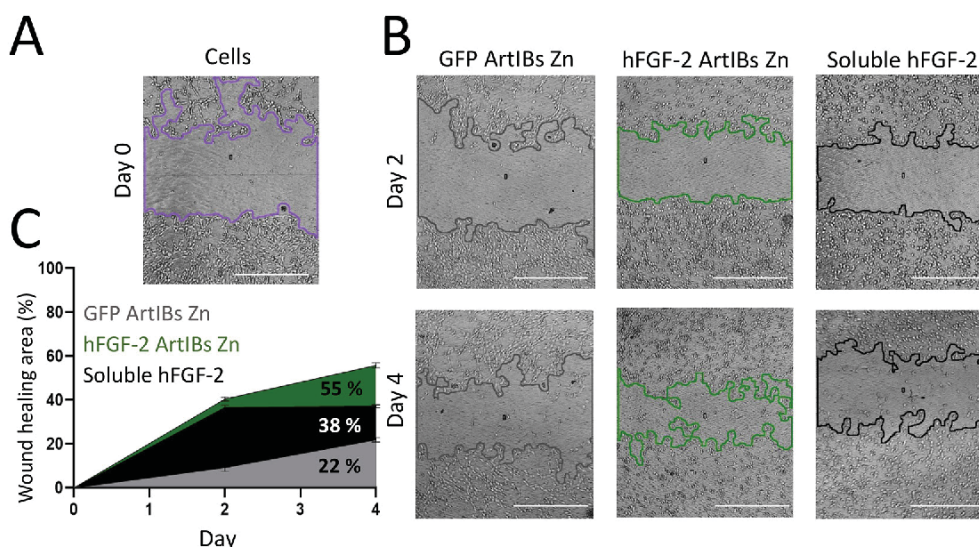 A
Cells
Day 0
B
GFP ArtIBs Zn
hFGF-2 ArtIBs Zn
Soluble hFGF-2
Day 2
Day 4
C
Wound healing area (%)
100
80
60
40
20
0
GFP ArtIBs Zn
hFGF-2 ArtIBs Zn
Soluble hFGF-2
55 %
38 %
22 %
0 1 2 3 4
Day